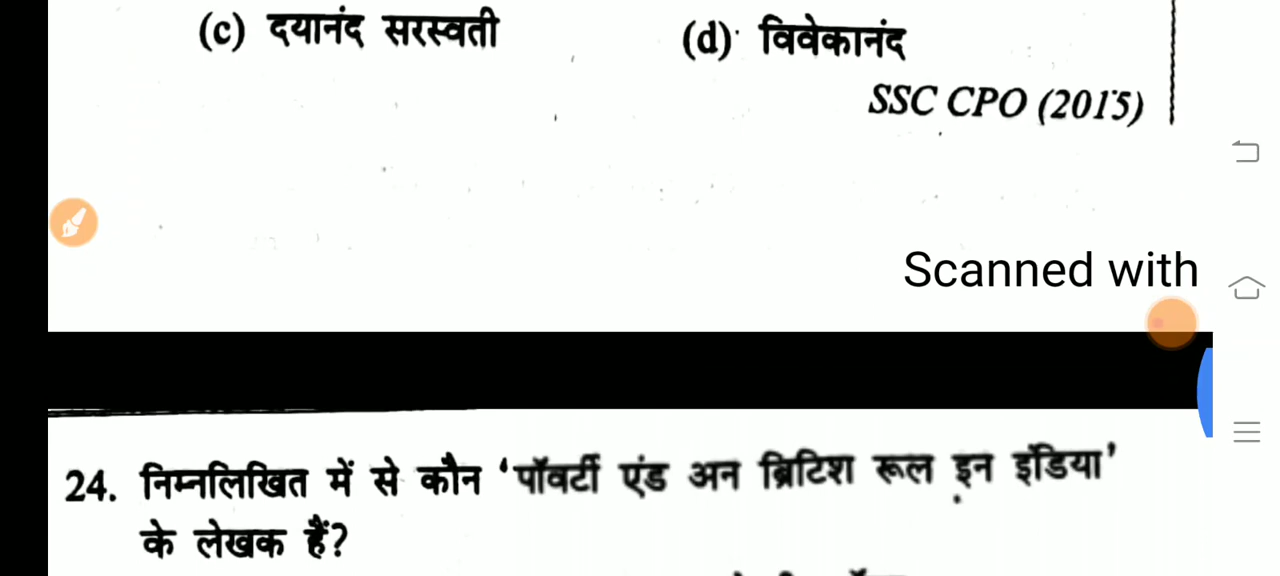 (c) दयानंद सरस्वती (d) विवेकानंद
SSC CPO (2015)
Scanned with
24. निम्नलिखित में से कौन 'पॉवर्टी एंड अन ब्रिटिश रूल इन इंडिया'
के लेखक हैं?